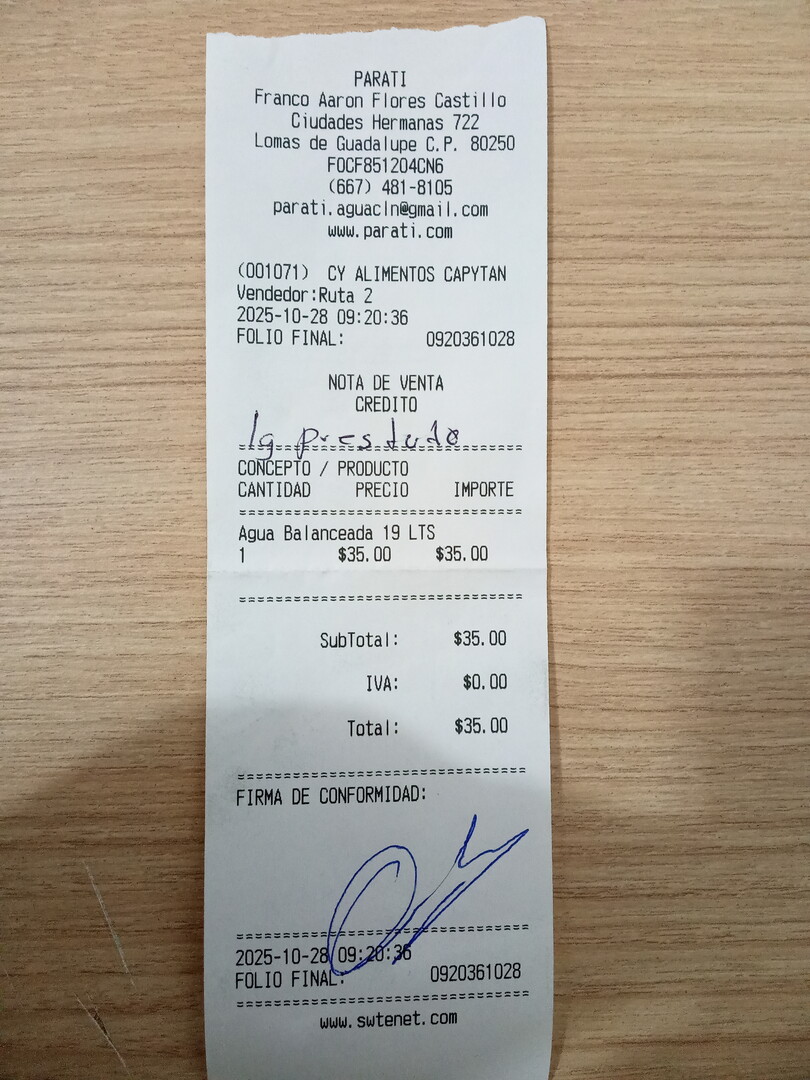 PARATI
Franco Aaron Flores Castillo
Ciudades Hermanas 722
Lomas de Guadalupe C.P. 80250
FOCF851204CN6
(667) 481-8105
parati.aguacln@gmail.com
www.parati.com
(001071) CY ALIMENTOS CAPYTAN
Vendedor:Ruta 2
2025-10-28 09:20:36
FOLIO FINAL: 0920361028
NOTA DE VENTA
CREDITO
1g prestado
==================================
CONCEPTO / PRODUCTO
CANTIDAD PRECIO IMPORTE
==================================
Agua Balanceada 19 LTS
1 $35.00 $35.00
==================================
SubTotal: $35.00
IVA: $0.00
Total: $35.00
==================================
FIRMA DE CONFORMIDAD:
==================================
2025-10-28 09:20:36
FOLIO FINAL: 0920361028
==================================
www.swtenet.com